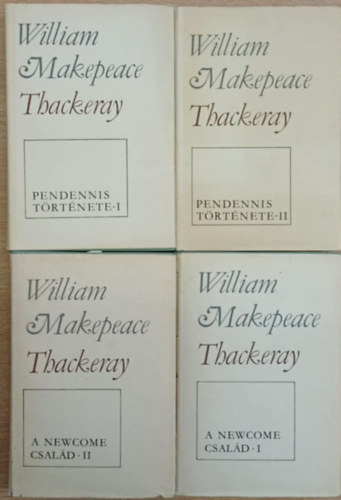 William
Makepeace
Thackeray
PENDENNIS
TÖRTÉNETE·I
William
Makepeace
Thackeray
PENDENNIS
TÖRTÉNETE·II
William
Makepeace
Thackeray
A NEWCOME
CSALÁD·II
William
Makepeace
Thackeray
A NEWCOME
CSALÁD·I